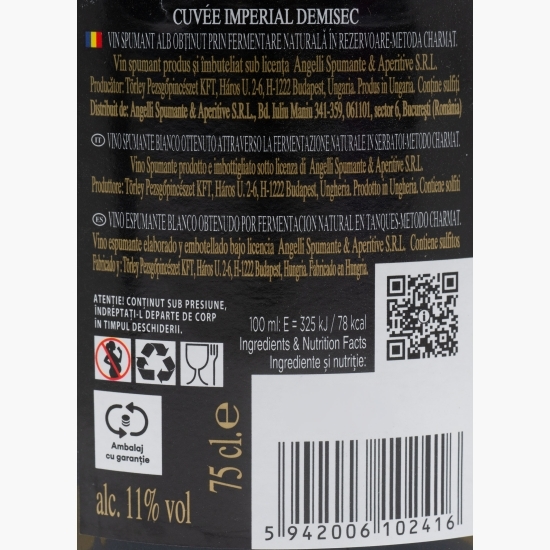 CUVÉE IMPERIAL DEMISEC
VIN SPUMANT ALB OBȚINUT PRIN FERMENTARE NATURALĂ ÎN REZERVOARE-METODA CHARMAT.
Vin spumant produs și îmbuteliat sub licența Angelli Spumante & Aperitive S.R.L.
Producător: Törley Pezsgőpincészet KFT, Háros U. 2-6, H-1222 Budapest, Ungaria. Produs in Ungaria. Conține sulfiți
Distribuit de: Angelli Spumante & Aperitive S.R.L., Bd. Iuliu Maniu 341-359, 061101, sector 6, București (România)
IT VINO SPUMANTE BIANCO OTTENUTO ATTRAVERSO LA FERMENTAZIONE NATURALE IN SERBATOI-METODO CHARMAT.
Vino Spumante prodotto e imbottigliato sotto licenza di Angelli Spumante & Aperitive S.R.L.
Produttore: Törley Pezsgőpincészet KFT, Háros U. 2-6, H-1222 Budapest, Ungheria. Prodotto in Ungheria. Contiene solfiti
ES VINO ESPUMANTE BLANCO OBTENUDO POR FERMENTACION NATURAL EN TANQUES-METODO CHARMAT.
Vino espumante elaborado y embotellado bajo licencia Angelli Spumante & Aperitive S.R.L. Contiene sulfitos
Fabricado y: Törley Pezsgőpincészet KFT, Háros U. 2-6, H-1222 Budapest, Hungria. Fabricado en Hungria.
ATENȚIE! CONȚINUT SUB PRESIUNE,
ÎNDREPTAȚI-L DEPARTE DE CORP
ÎN TIMPUL DESCHIDERII.
100 ml: E = 325 kJ / 78 kcal
Ingredients & Nutrition Facts
Ingrediente și nutriție:
Ambalaj
cu garanție
75 cl. e
alc. 11% vol
5 942006 102416